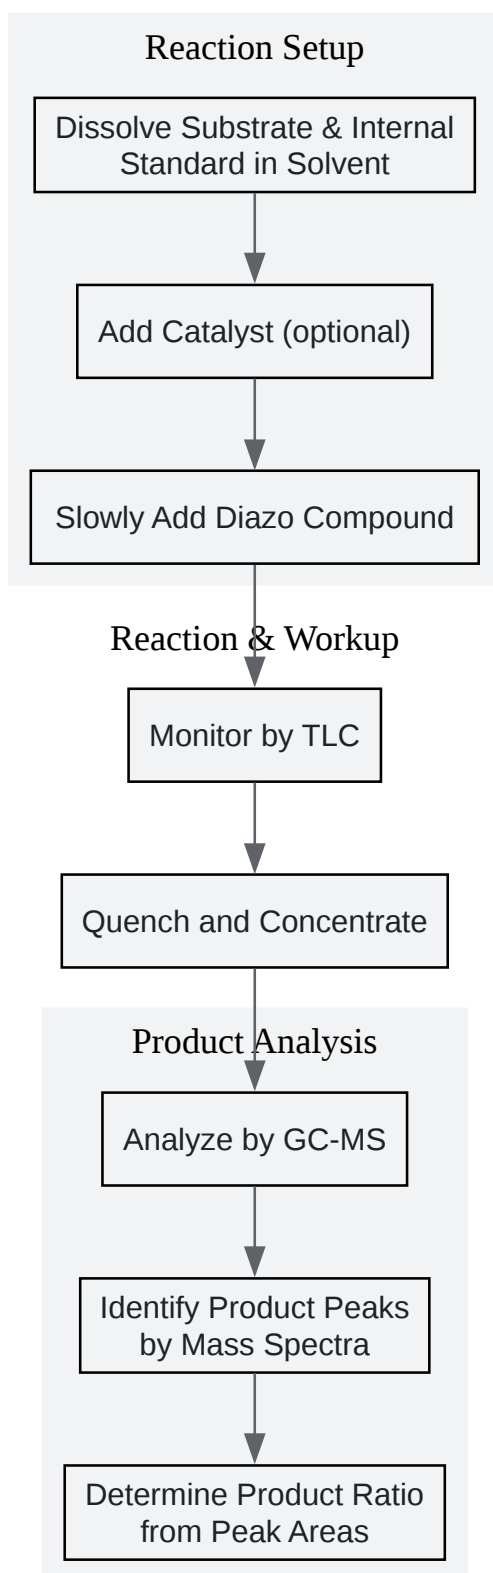 Reaction Setup
Dissolve Substrate & Internal
Standard in Solvent
Add Catalyst (optional)
Slowly Add Diazo Compound
Reaction & Workup
Monitor by TLC
Quench and Concentrate
Product Analysis
Analyze by GC-MS
Identify Product Peaks
by Mass Spectra
Determine Product Ratio
from Peak Areas